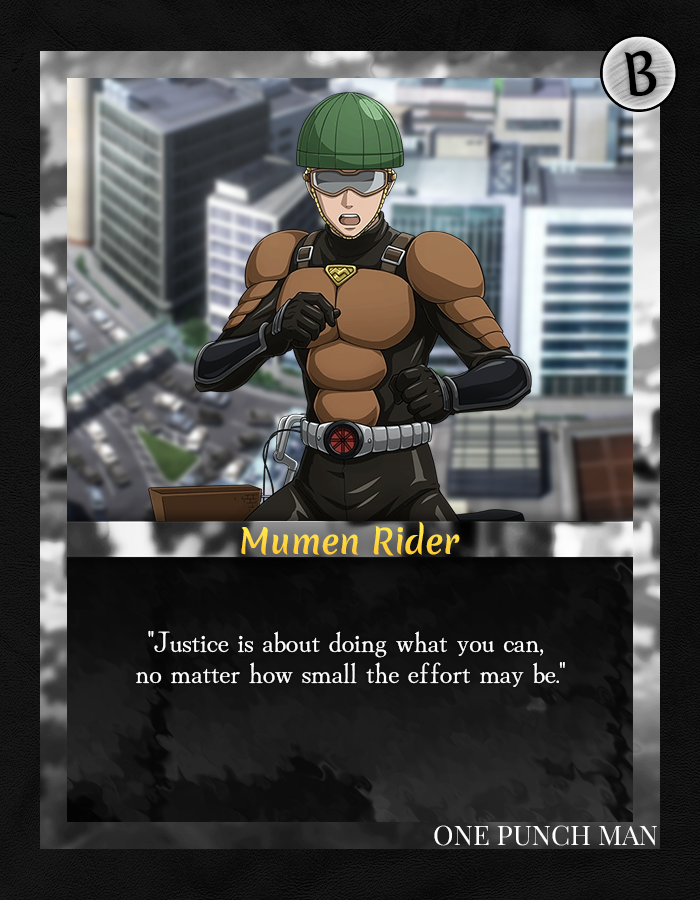 B
Mumen Rider
"Justice is about doing what you can,
no matter how small the effort may be."
ONE PUNCH MAN